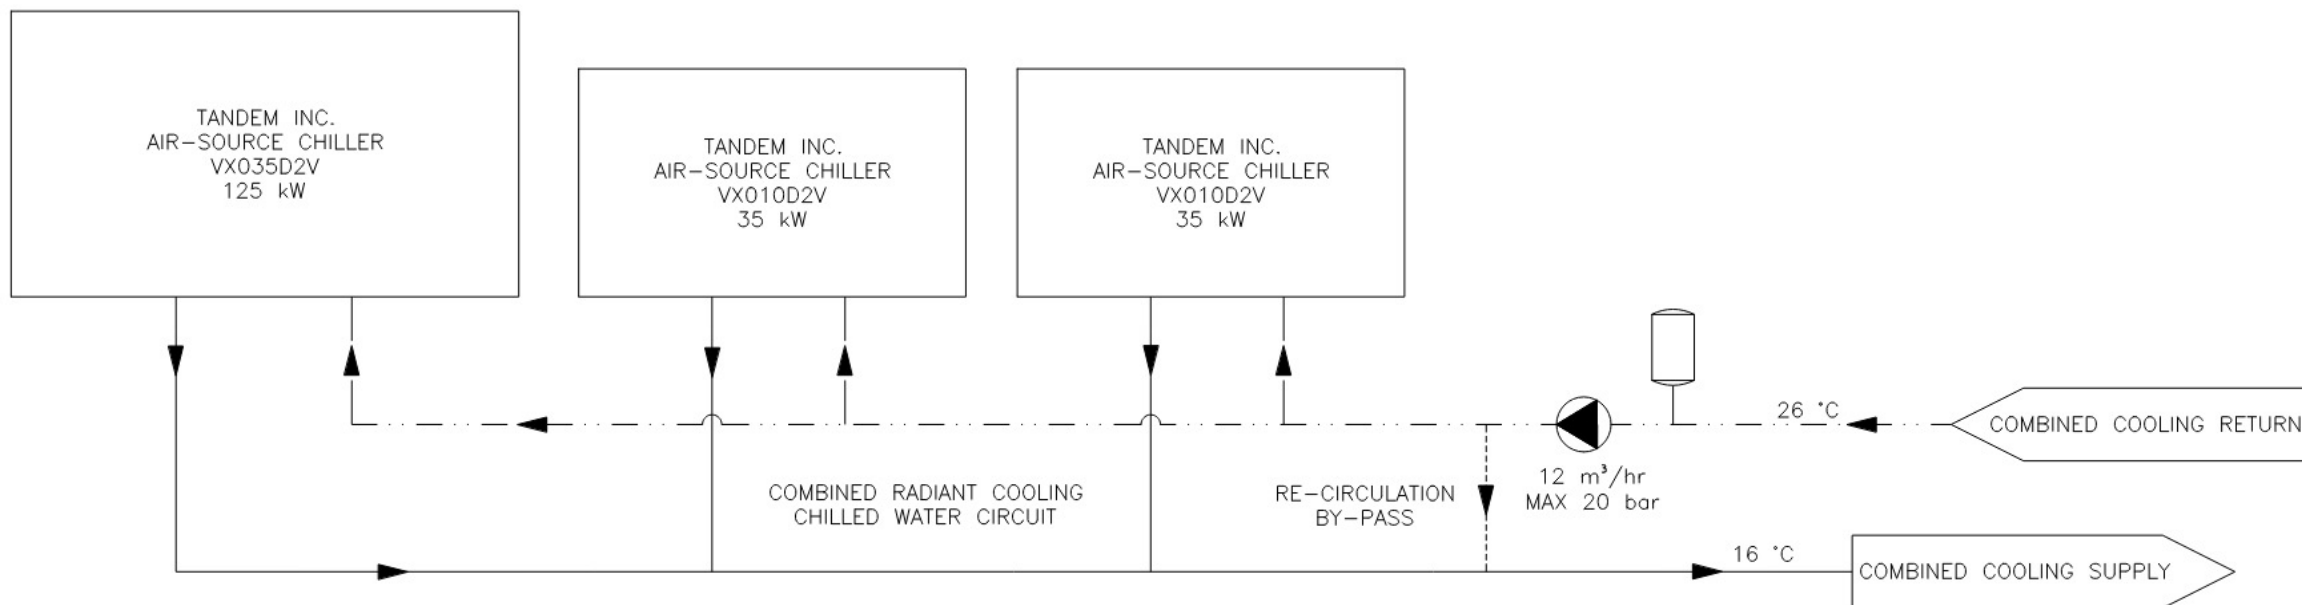 TANDEM INC.
AIR-SOURCE CHILLER
VX035D2V
125 kW
TANDEM INC.
AIR-SOURCE CHILLER
VX010D2V
35 kW
TANDEM INC.
AIR-SOURCE CHILLER
VX010D2V
35 kW
26 °C
COMBINED COOLING RETURN
12 m³/hr
MAX 20 bar
COMBINED RADIANT COOLING
CHILLED WATER CIRCUIT
RE-CIRCULATION
BY-PASS
16 °C
COMBINED COOLING SUPPLY